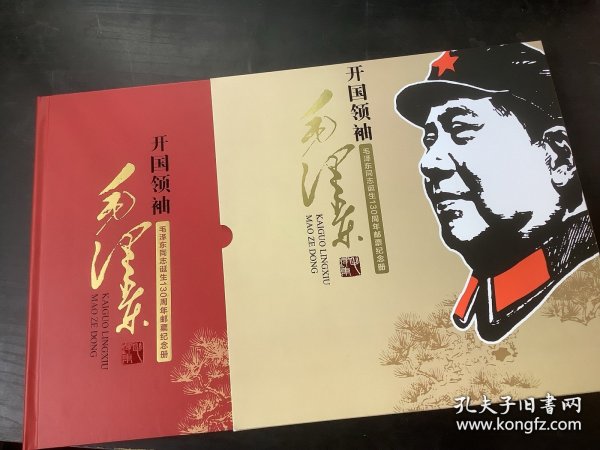 开国领袖
毛泽东
毛泽东同志诞生130周年邮票纪念册
KAIGUO LINGXIU
MAO ZE DONG
开国领袖
毛泽东
毛泽东同志诞生130周年邮票纪念册
KAIGUO LINGXIU
MAO ZE DONG
孔夫子旧书网
www.kongfz.com